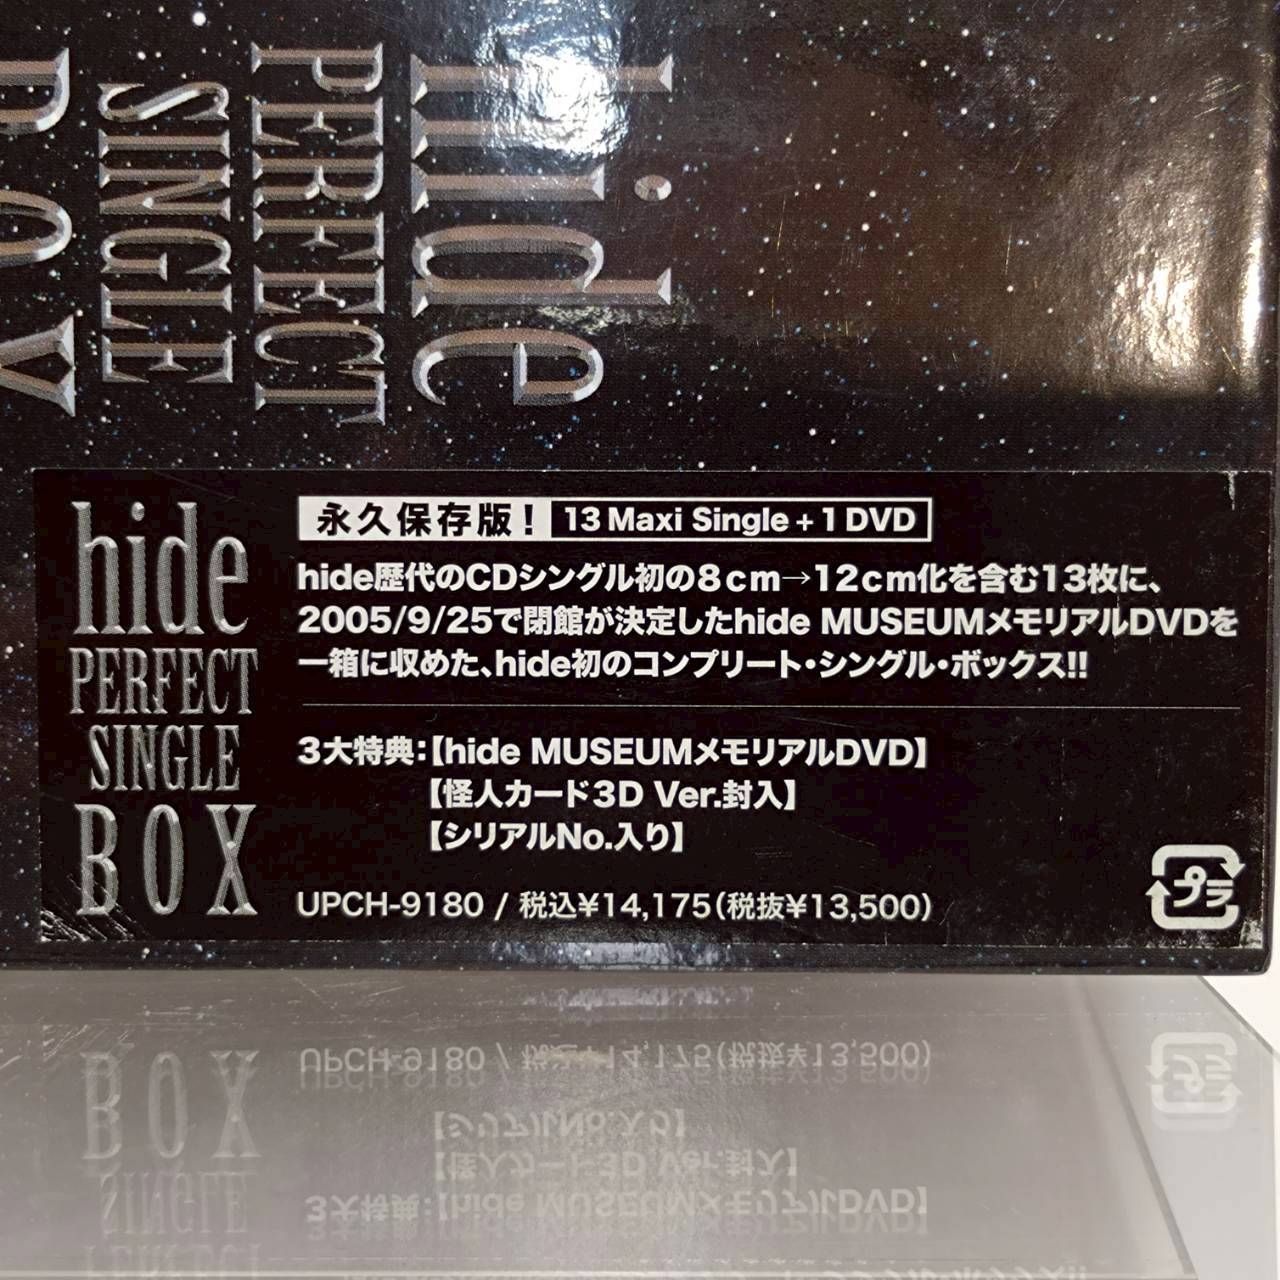 hide
PERFECT
SINGLE
BOX
hide
PERFECT
SINGLE
BOX
永久保存版! 13 Maxi Single + 1 DVD
hide歴代のCDシングル初の8cm→12cm化を含む13枚に、
2005/9/25で閉館が決定したhide MUSEUMメモリアルDVDを
一箱に収めた、hide初のコンプリート・シングル・ボックス!!
3大特典:【hide MUSEUMメモリアルDVD】
【怪人カード3D Ver.封入】
【シリアルNo.入り】
UPCH-9180 / 税込¥14,175(税抜¥13,500)
プラ